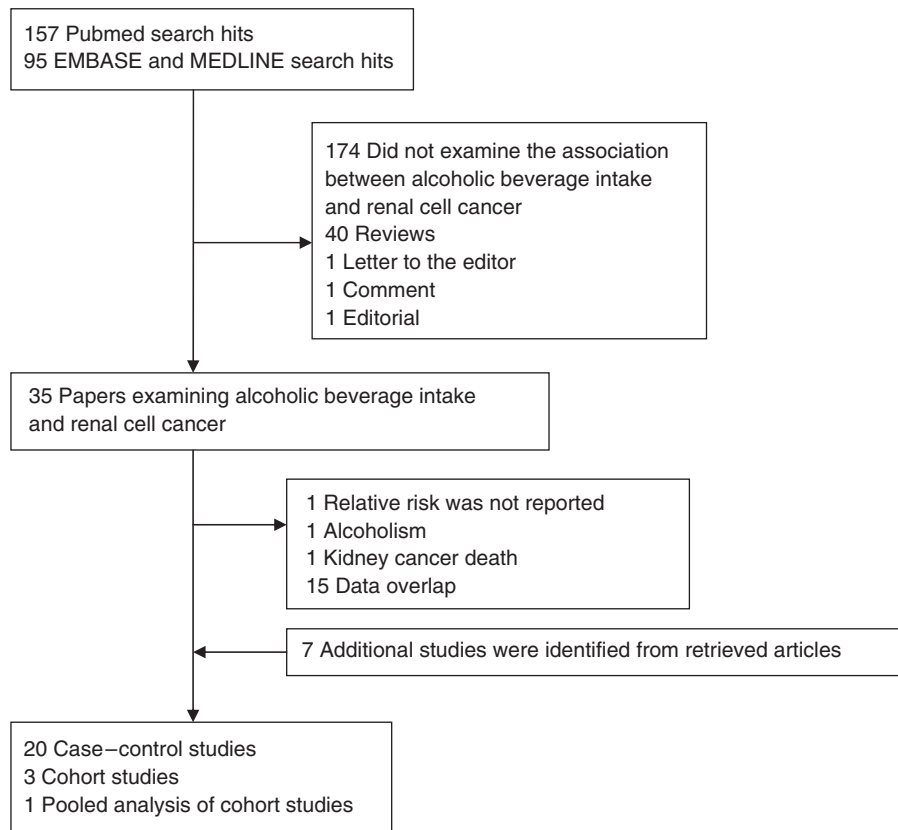 157 Pubmed search hits
95 EMBASE and MEDLINE search hits
174 Did not examine the association
between alcoholic beverage intake
and renal cell cancer
40 Reviews
1 Letter to the editor
1 Comment
1 Editorial
35 Papers examining alcoholic beverage intake
and renal cell cancer
1 Relative risk was not reported
1 Alcoholism
1 Kidney cancer death
15 Data overlap
7 Additional studies were identified from retrieved articles
20 Case–control studies
3 Cohort studies
1 Pooled analysis of cohort studies